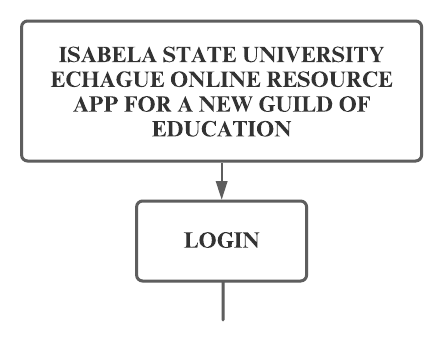 ISABELA STATE UNIVERSITY
ECHAGUE ONLINE RESOURCE
APP FOR A NEW GUILD OF
EDUCATION
LOGIN